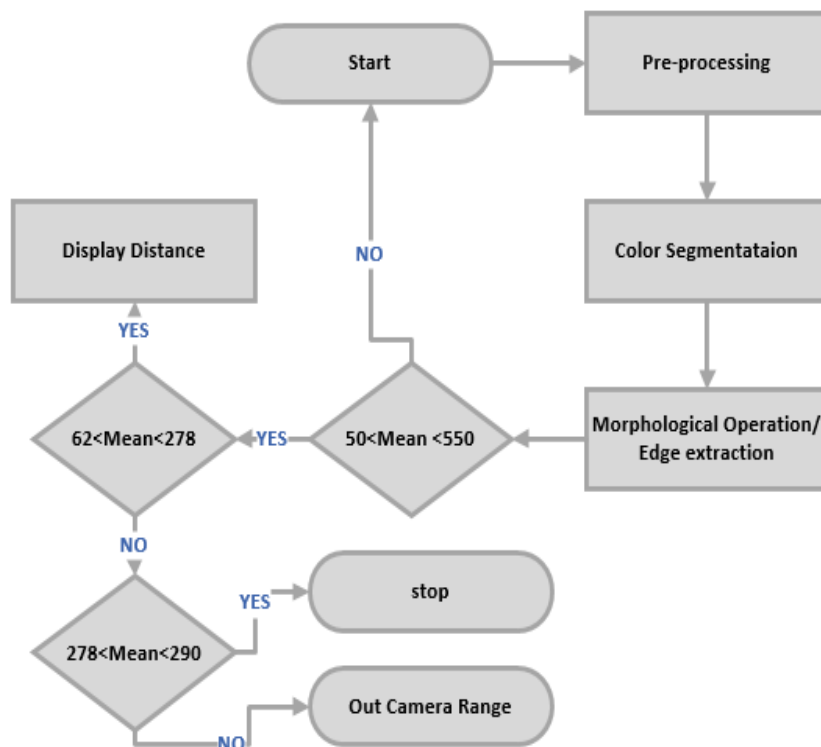 Start
Pre-processing
Display Distance
NO
Color Segmentataion
YES
62<Mean<278
YES
50<Mean <550
Morphological Operation/
Edge extraction
NO
278<Mean<290
YES
stop
NO
Out Camera Range